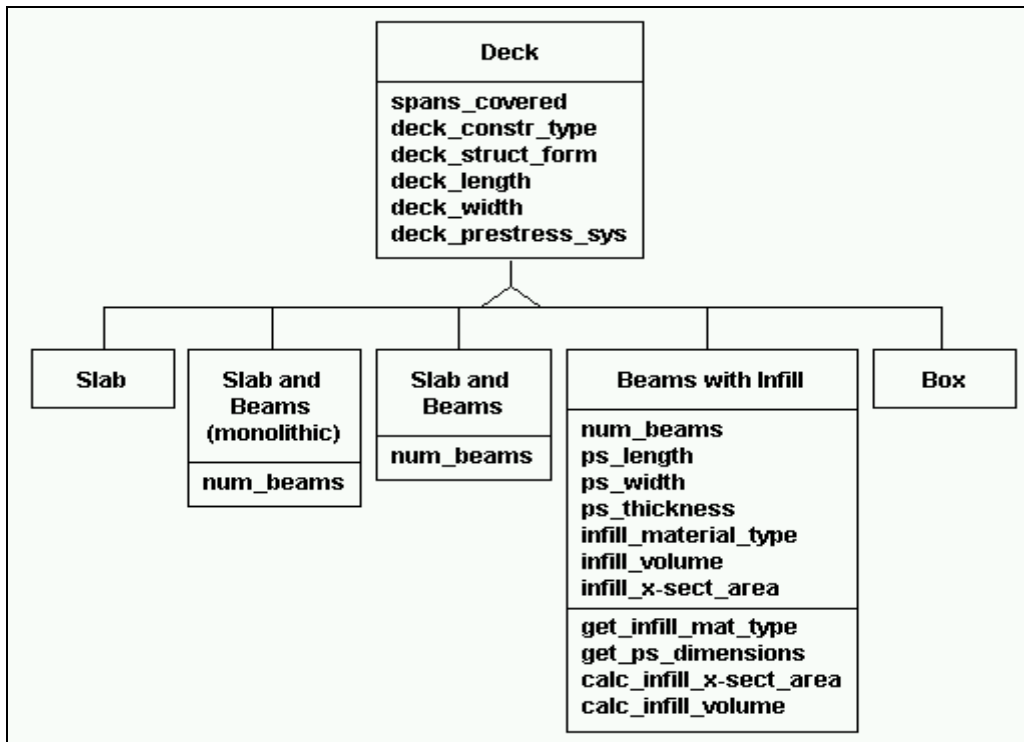 Deck
spans_covered
deck_constr_type
deck_struct_form
deck_length
deck_width
deck_prestress_sys
Slab
Slab and
Beams
(monolithic)
num_beams
Slab and
Beams
num_beams
Beams with Infill
num_beams
ps_length
ps_width
ps_thickness
infill_material_type
infill_volume
infill_x-sect_area
get_infill_mat_type
get_ps_dimensions
calc_infill_x-sect_area
calc_infill_volume
Box